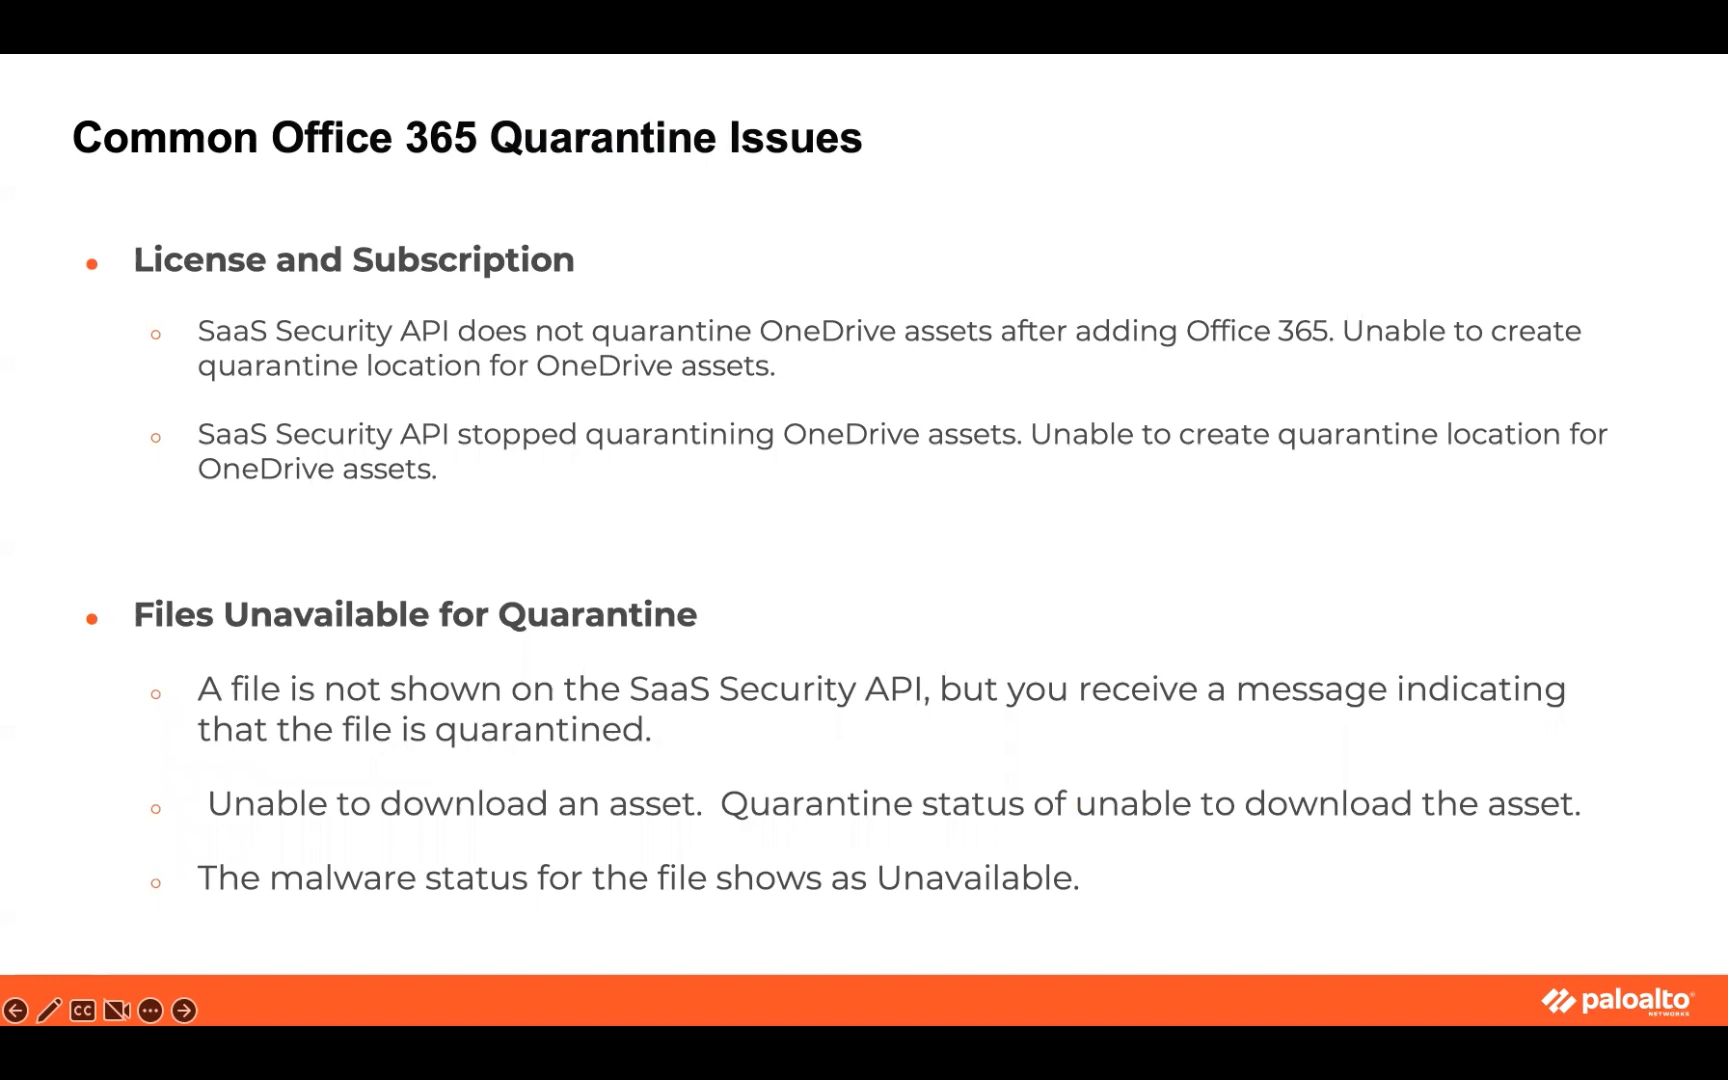 Common Office 365 Quarantine Issues
License and Subscription
SaaS Security API does not quarantine OneDrive assets after adding Office 365. Unable to create
quarantine location for OneDrive assets.
SaaS Security API stopped quarantining OneDrive assets. Unable to create quarantine location for
OneDrive assets.
Files Unavailable for Quarantine
A file is not shown on the SaaS Security API, but you receive a message indicating
that the file is quarantined.
Unable to download an asset.  Quarantine status of unable to download the asset.
The malware status for the file shows as Unavailable.
CC
paloalto
NETWORKS